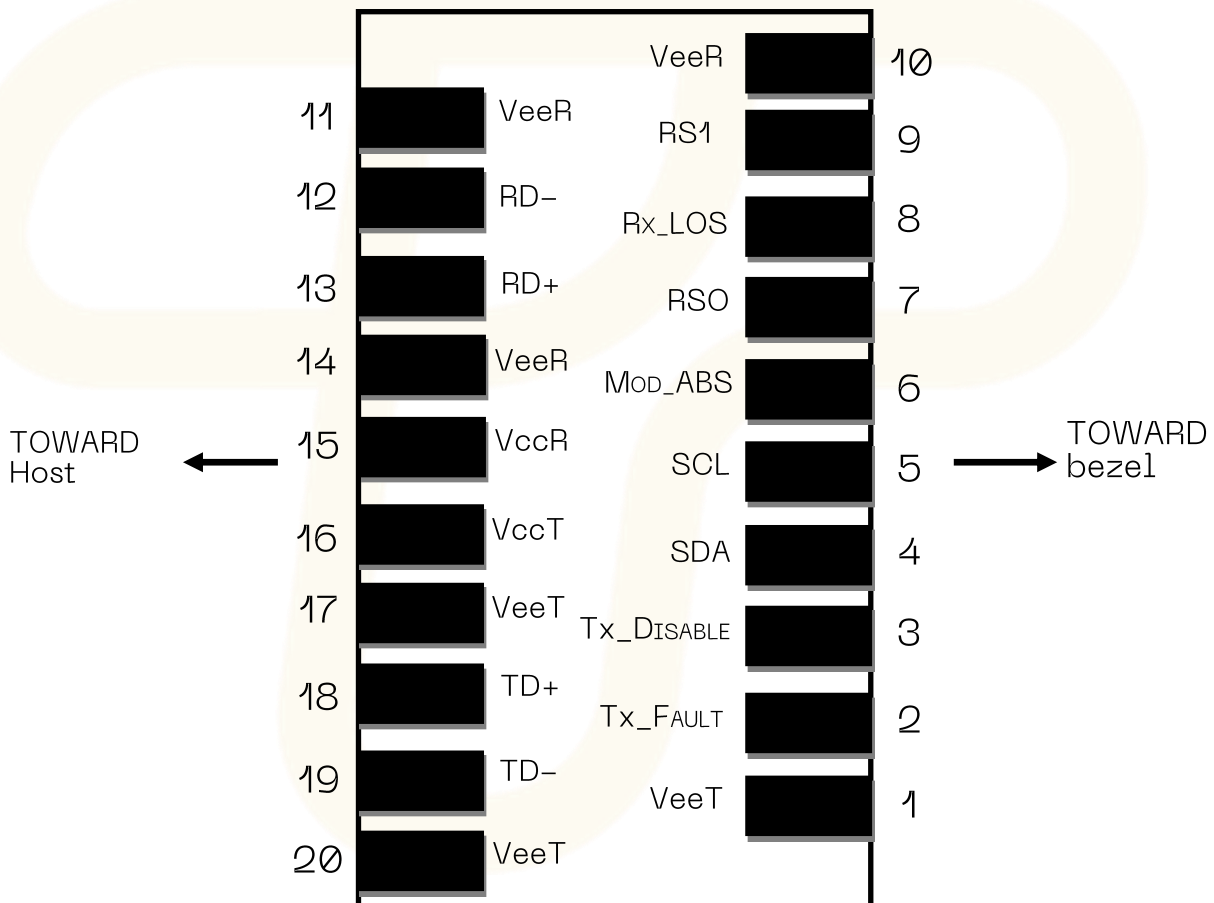 VeeR 10
11 VeeR
RS1 9
12 RD-
Rx_LOS 8
13 RD+
RSO 7
14 VeeR
Mod_ABS 6
TOWARD
Host
15 VccR
SCL 5
TOWARD
bezel
16 VccT
SDA 4
17 VeeT
Tx_Disable 3
18 TD+
Tx_Fault 2
19 TD-
VeeT 1
20 VeeT